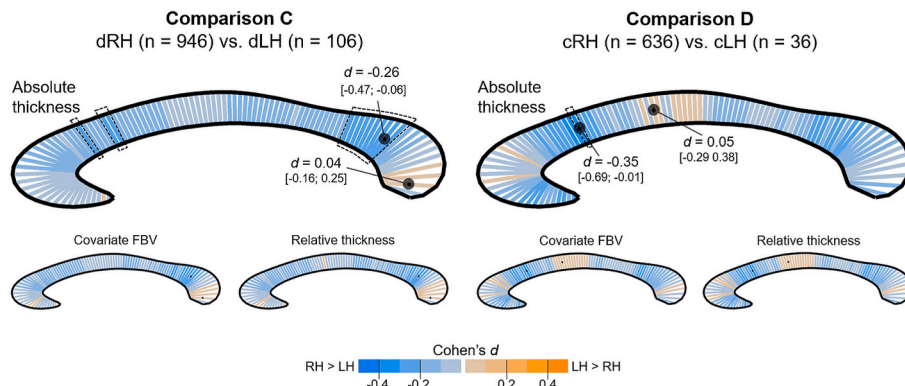 Comparison C
dRH (n = 946) vs. dLH (n = 106)
Absolute
thickness
d = -0.26
[-0.47; -0.06]
d = 0.04
[-0.16; 0.25]
Covariate FBV
Relative thickness
Comparison D
cRH (n = 636) vs. cLH (n = 36)
Absolute
thickness
d = 0.05
[-0.29 0.38]
d = -0.35
[-0.69; -0.01]
Covariate FBV
Relative thickness
Cohen's d
RH > LH
LH > RH
-0.4
-0.2
0.2
0.4